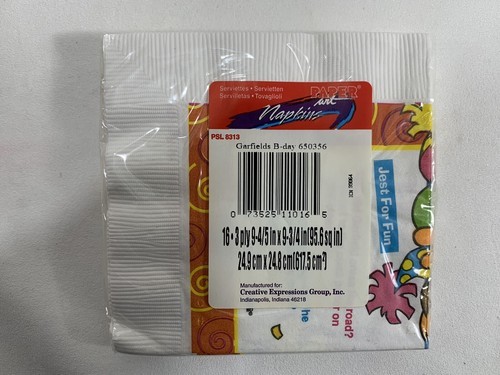 Serviettes • Servietten
Servilletas • Tovaglioli
PAPER
art
Napkins
PSL 8313
Garfields B-day 650356
0 73525 11016 5
16 • 3 ply 9-4/5 in x 9-3/4 in(95.6 sq in)
24.9 cm x 24.8 cm(617.5 cm²)
Manufactured for:
Creative Expressions Group, Inc.
Indianapolis, Indiana 46218
Jest For Fun
he
road?
r on